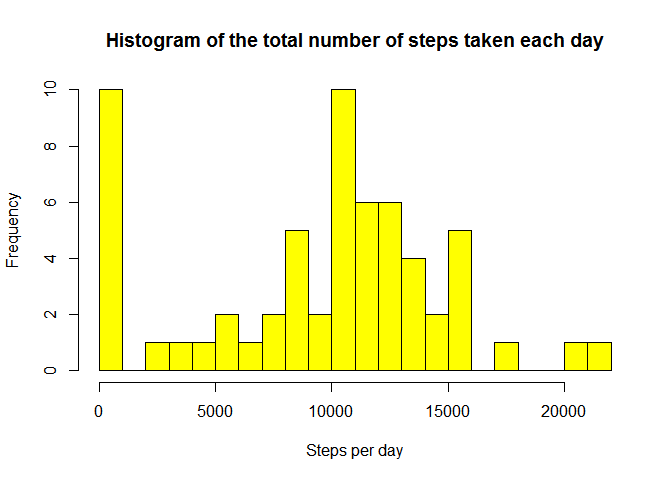 Histogram of the total number of steps taken each day
Frequency
10
8
6
4
2
0
0 5000 10000 15000 20000
Steps per day